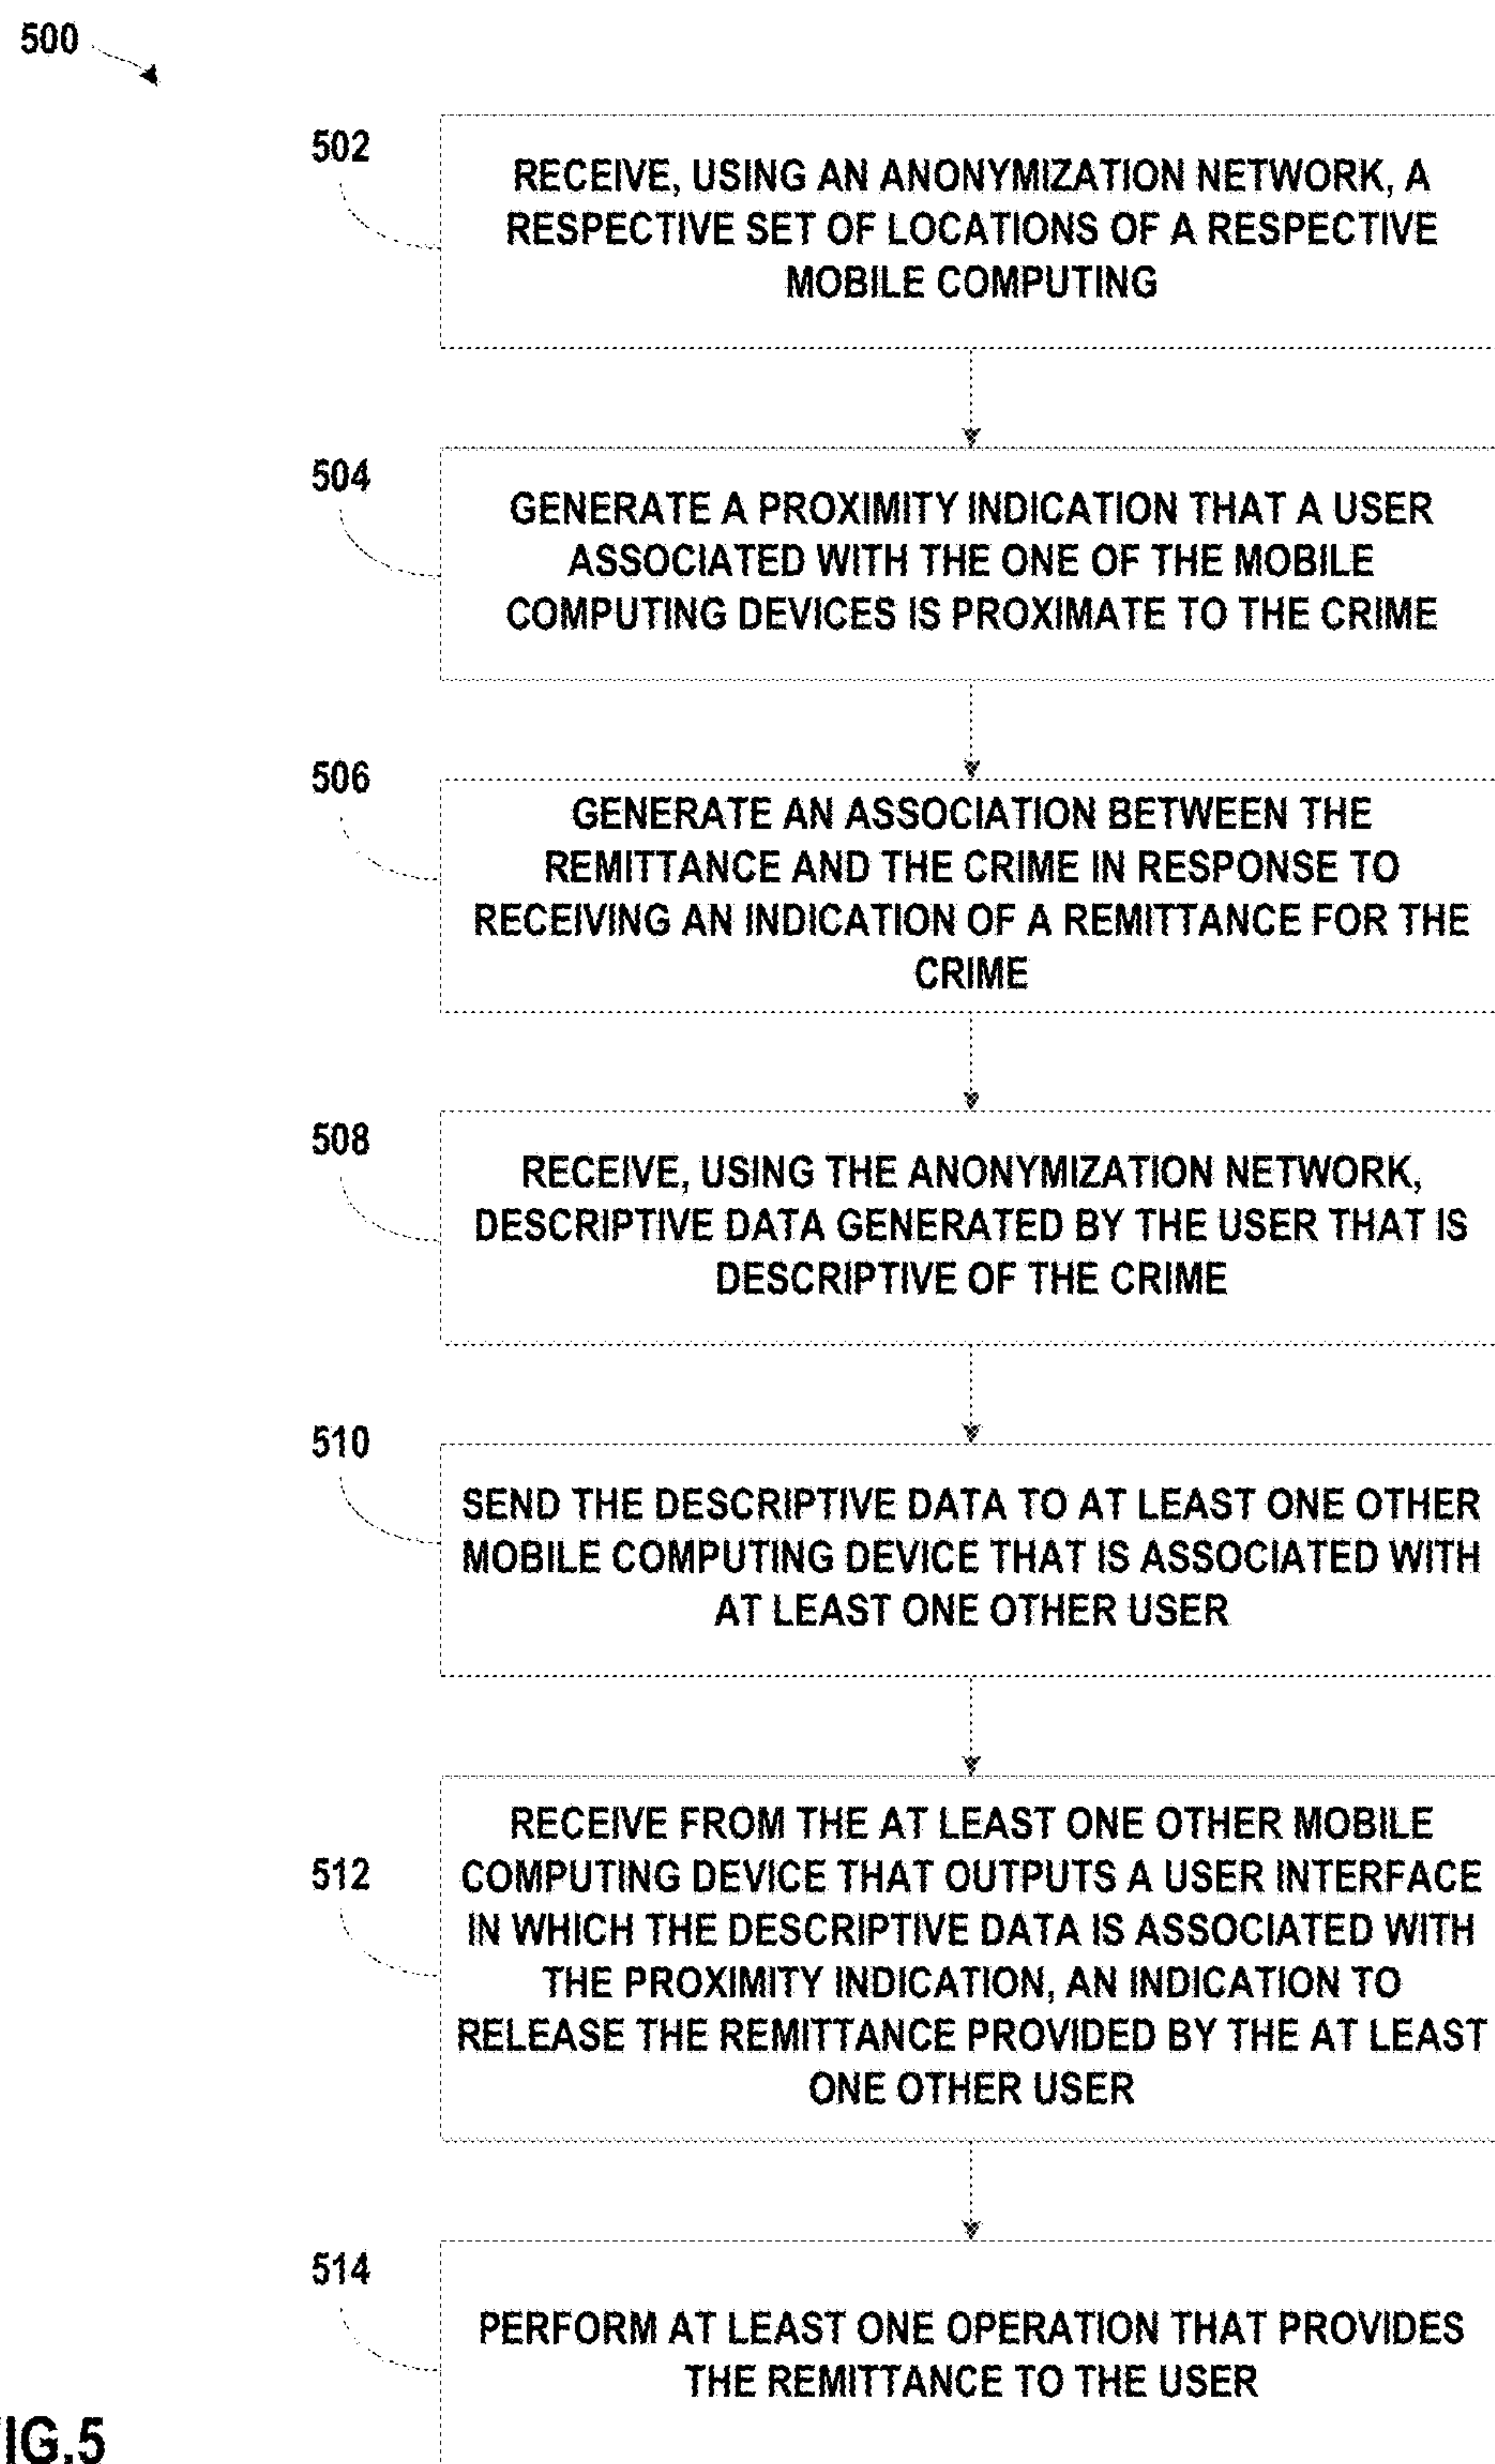 500
502
RECEIVE, USING AN ANONYMIZATION NETWORK, A
RESPECTIVE SET OF LOCATIONS OF A RESPECTIVE
MOBILE COMPUTING
504
GENERATE A PROXIMITY INDICATION THAT A USER
ASSOCIATED WITH THE ONE OF THE MOBILE
COMPUTING DEVICES IS PROXIMATE TO THE CRIME
506
GENERATE AN ASSOCIATION BETWEEN THE
REMITTANCE AND THE CRIME IN RESPONSE TO
RECEIVING AN INDICATION OF A REMITTANCE FOR THE
CRIME
508
RECEIVE, USING THE ANONYMIZATION NETWORK,
DESCRIPTIVE DATA GENERATED BY THE USER THAT IS
DESCRIPTIVE OF THE CRIME
510
SEND THE DESCRIPTIVE DATA TO AT LEAST ONE OTHER
MOBILE COMPUTING DEVICE THAT IS ASSOCIATED WITH
AT LEAST ONE OTHER USER
512
RECEIVE FROM THE AT LEAST ONE OTHER MOBILE
COMPUTING DEVICE THAT OUTPUTS A USER INTERFACE
IN WHICH THE DESCRIPTIVE DATA IS ASSOCIATED WITH
THE PROXIMITY INDICATION, AN INDICATION TO
RELEASE THE REMITTANCE PROVIDED BY THE AT LEAST
ONE OTHER USER
514
PERFORM AT LEAST ONE OPERATION THAT PROVIDES
THE REMITTANCE TO THE USER
IG.5